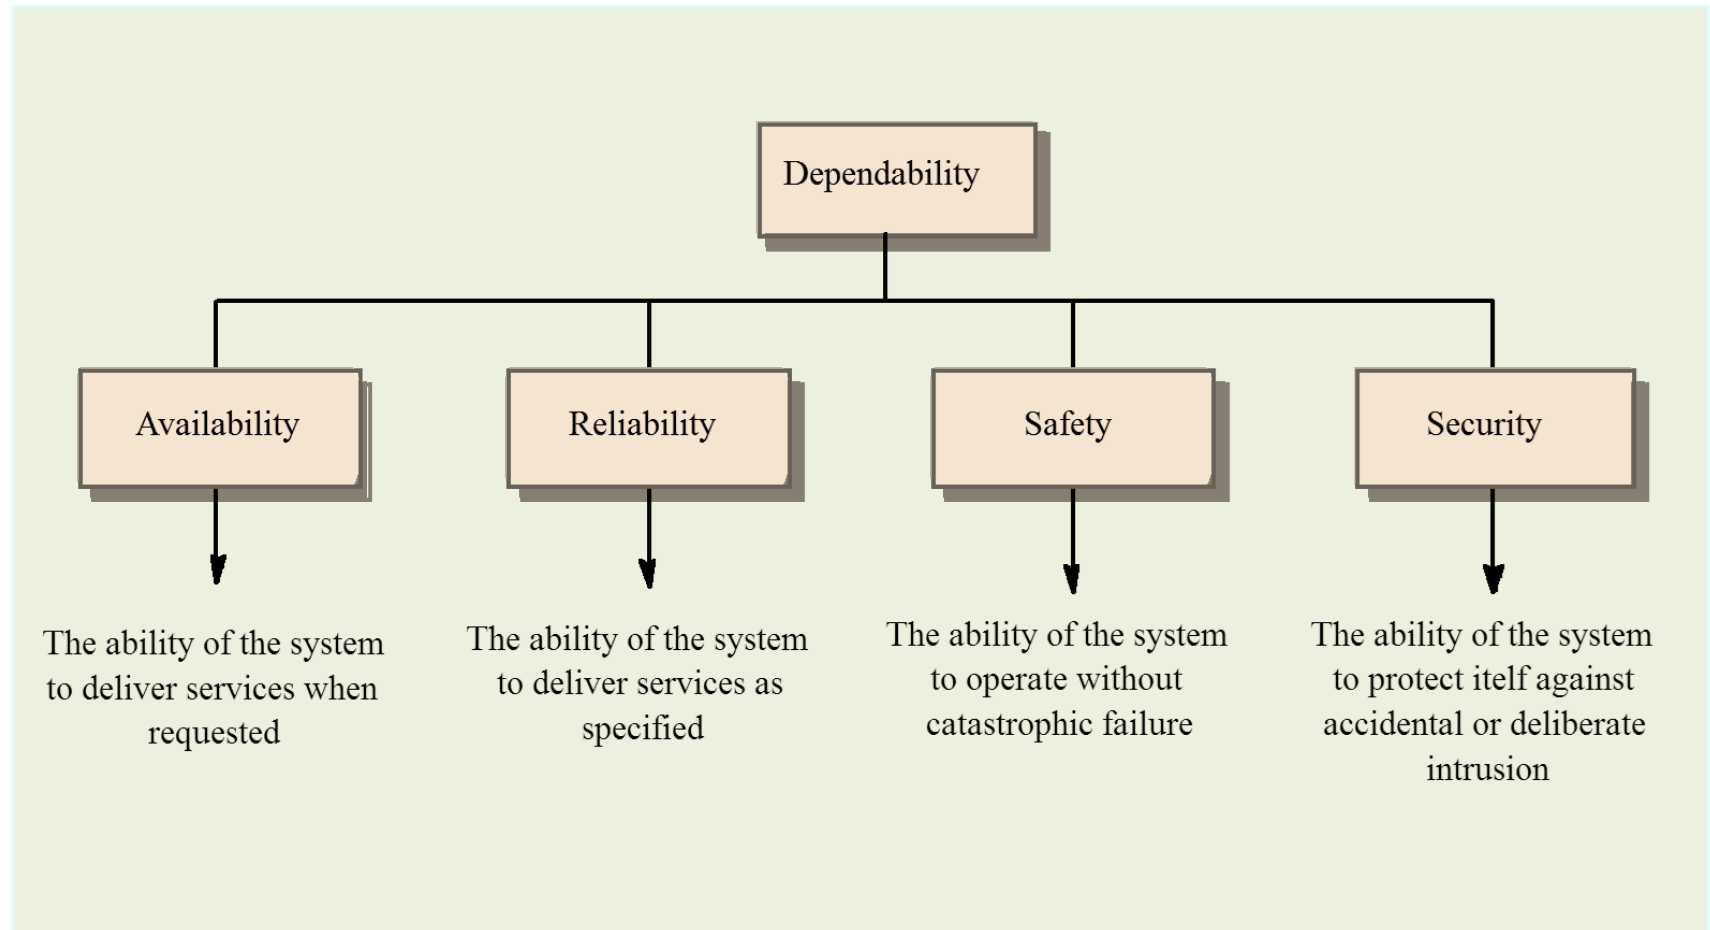 Dependability
Availability
Reliability
Safety
Security
The ability of the system
to deliver services when
requested
The ability of the system
to deliver services as
specified
The ability of the system
to operate without
catastrophic failure
The ability of the system
to protect itelf against
accidental or deliberate
intrusion